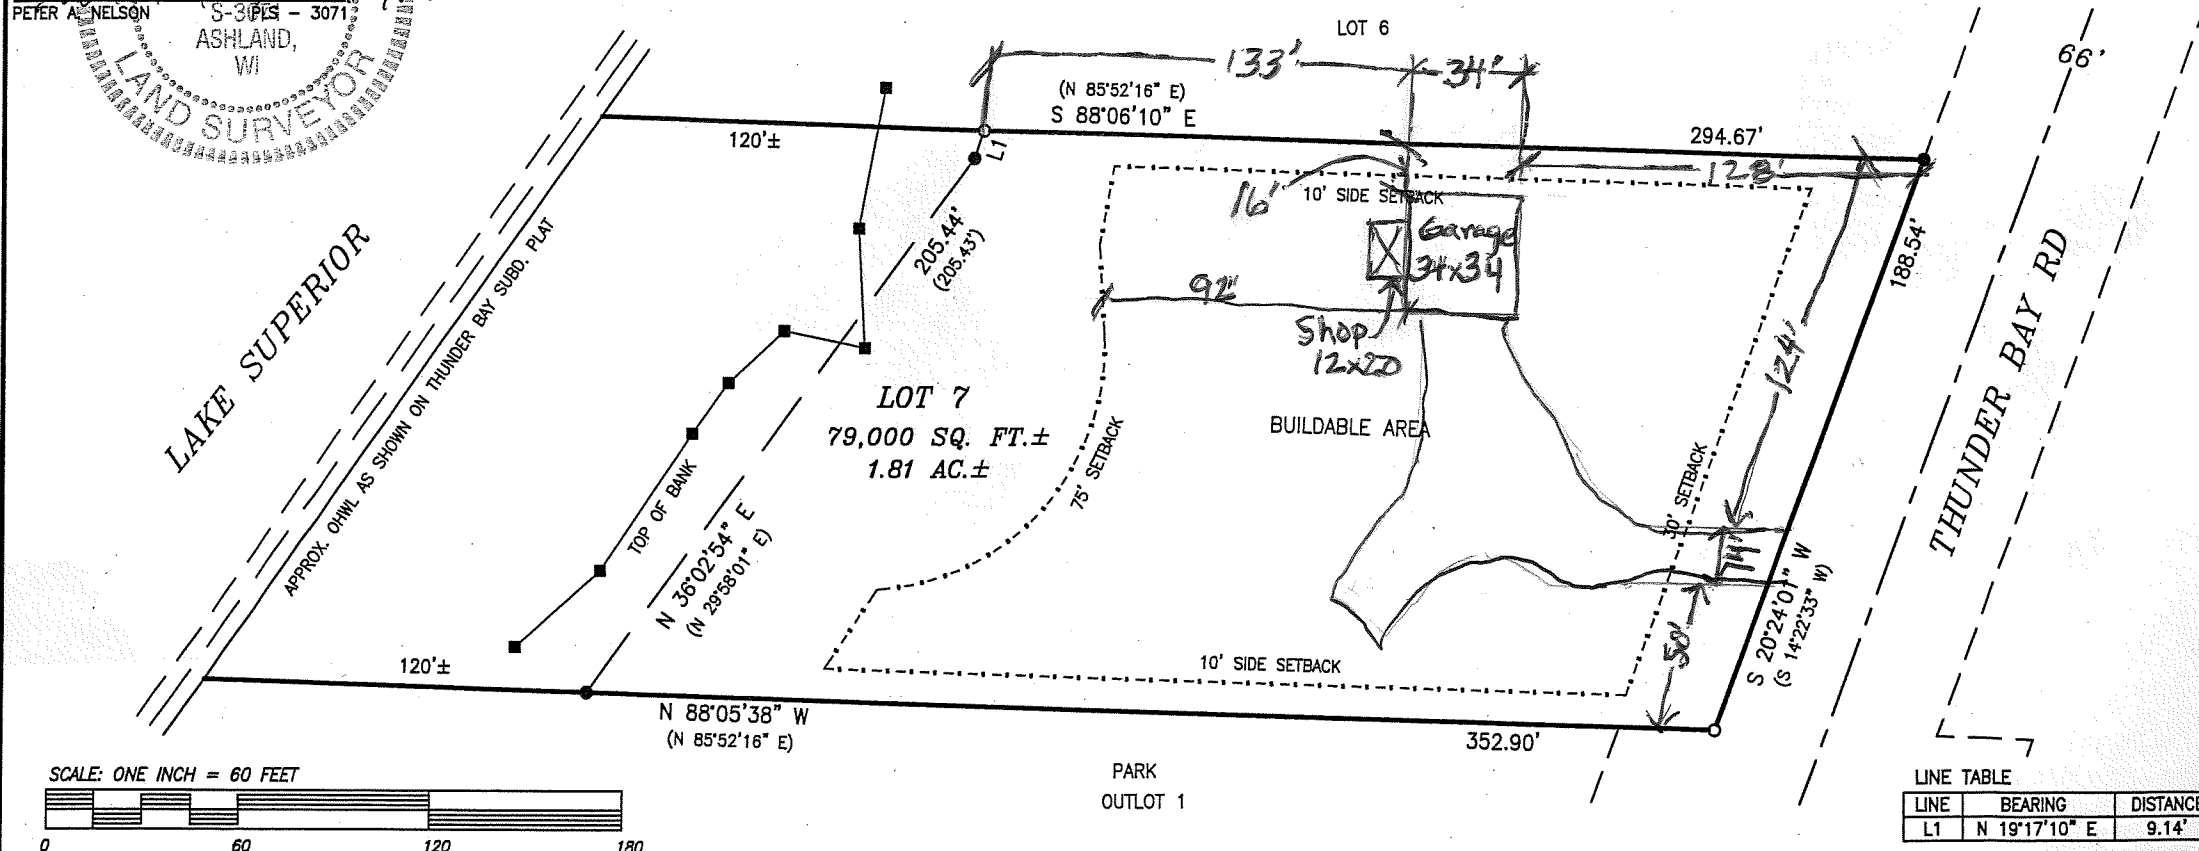 PETER A. NELSON
PLS - 3071
ASHLAND,
WI
LAND SURVEYOR
LOT 6
133'
34'
66'
(N 85°52'16" E)
S 88°06'10" E
120'±
L1
294.67'
128'
16'
10' SIDE SETBACK
Garage
34x34
205.44'
(205.43')
188.54'
92'
Shop
12x20
124'
LAKE SUPERIOR
APPROX. OHWL AS SHOWN ON THUNDER BAY SUBD. PLAT
LOT 7
79,000 SQ. FT.±
1.81 AC.±
BUILDABLE AREA
75' SETBACK
30' SETBACK
THUNDER BAY RD
TOP OF BANK
N 36°02'54" E
(N 29°58'01" E)
14'
50'
S 20°24'01" W
(S 14°22'33" W)
120'±
10' SIDE SETBACK
N 88°05'38" W
(N 85°52'16" E)
352.90'
PARK
OUTLOT 1
SCALE: ONE INCH = 60 FEET
0 60 120 180
LINE TABLE
LINE BEARING DISTANCE
L1 N 19°17'10" E 9.14'